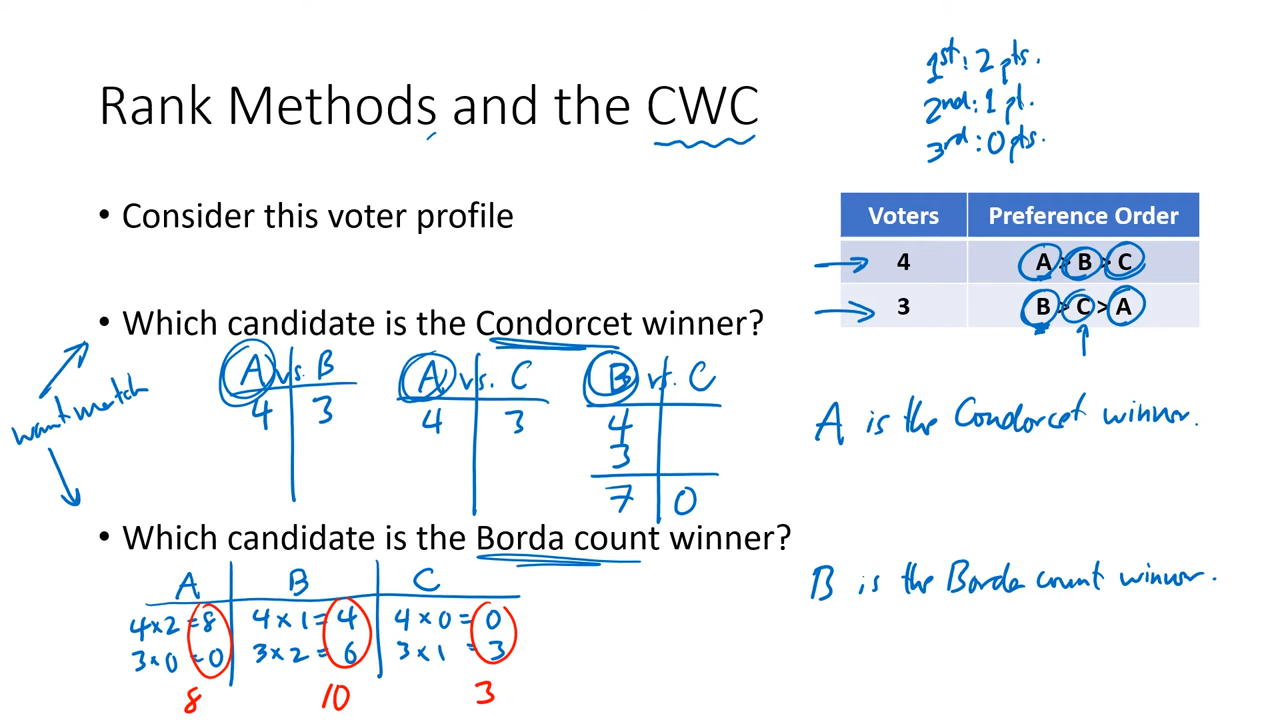 1st: 2 pts.
2nd: 1 pt.
3rd: 0 pts.
Rank Methods and the CWC
• Consider this voter profile
Voters Preference Order
4 A > B > C
3 B > C > A
• Which candidate is the Condorcet winner?
want match
A vs. B
4 3
A vs. C
4 3
B vs. C
4
3
7 0
A is the Condorcet winner.
• Which candidate is the Borda count winner?
A B C
4 × 2 = 8 4 × 1 = 4 4 × 0 = 0
3 × 0 = 0 3 × 2 = 6 3 × 1 = 3
8 10 3
B is the Borda count winner.